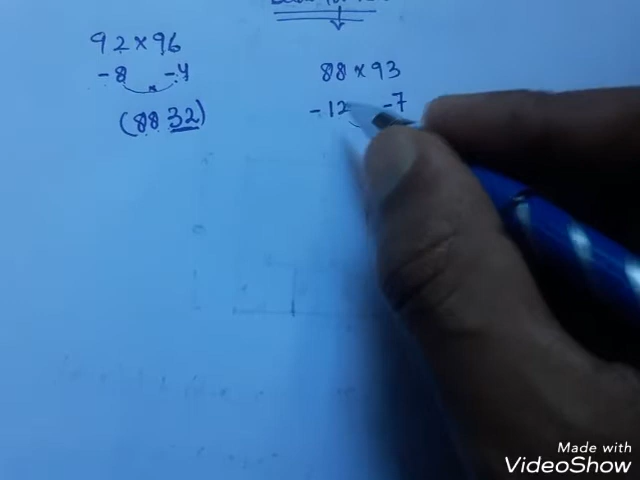 92 × 96
-8 × -4
(88 32)
88 × 93
-12 -7
Made with
VideoShow